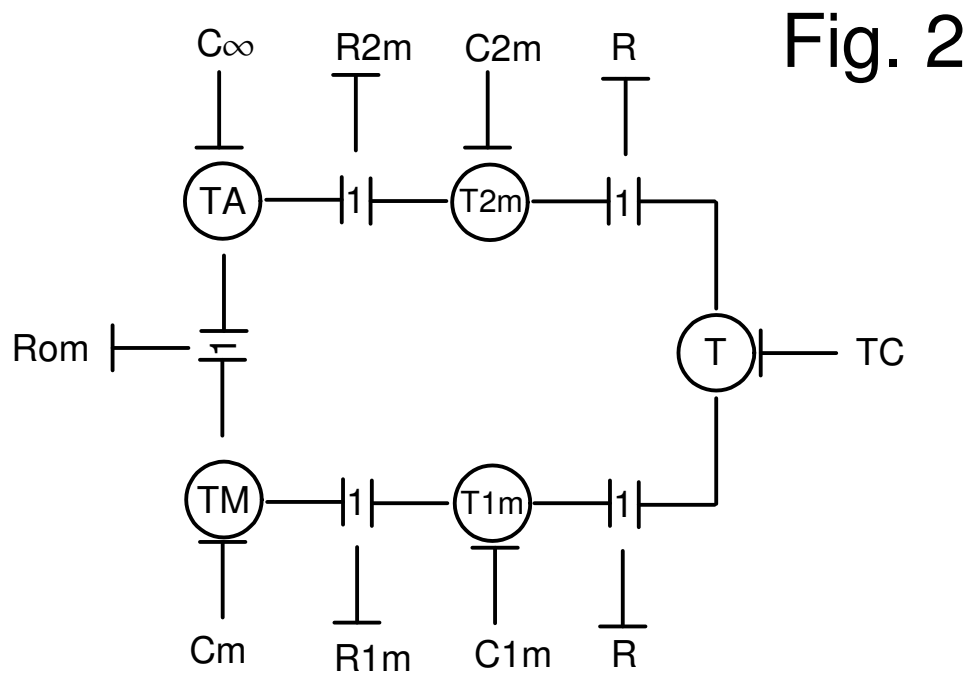 Fig. 2
C∞ R2m C2m R
TA 1 T2m 1
Rom 1 T TC
TM 1 T1m 1
Cm R1m C1m R